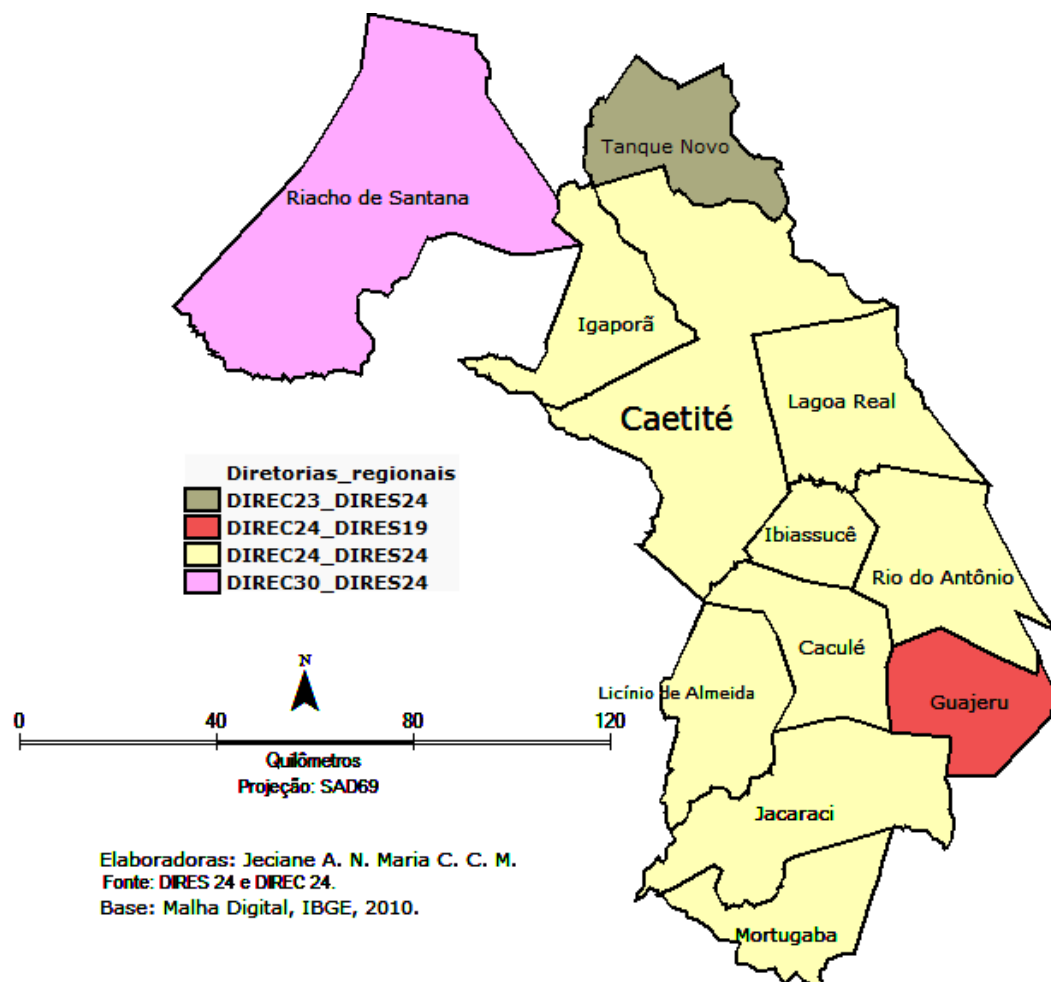 Tanque Novo
Riacho de Santana
Igaporã
Lagoa Real
Caetité
Diretorias_regionais
DIREC23_DIRES24
DIREC24_DIRES19
DIREC24_DIRES24
DIREC30_DIRES24
Ibiassucê
Rio do Antônio
Caculé
Licínio de Almeida
Guajeru
N
0 40 80 120
Quilômetros
Projeção: SAD69
Jacaraci
Elaboradoras: Jeciane A. N. Maria C. C. M.
Fonte: DIRES 24 e DIREC 24.
Base: Malha Digital, IBGE, 2010.
Mortugaba